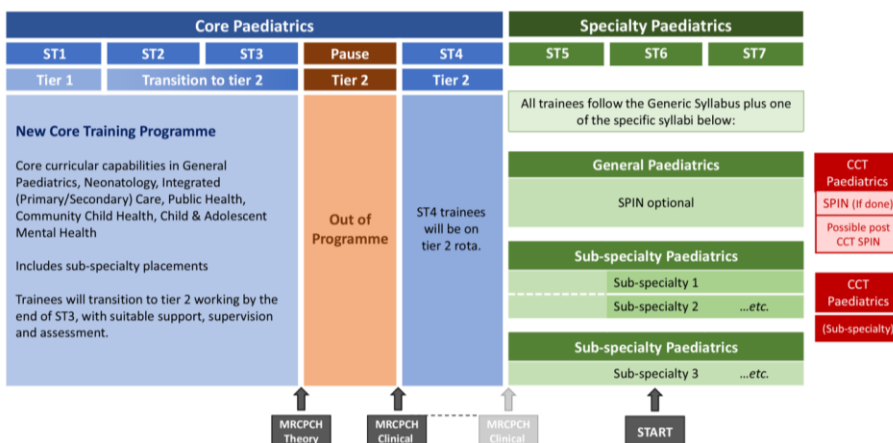 Core Paediatrics
Specialty Paediatrics
ST1
ST2
ST3
Pause
ST4
ST5
ST6
ST7
Tier 1
Transition to tier 2
Tier 2
Tier 2
All trainees follow the Generic Syllabus plus one
of the specific syllabi below:
New Core Training Programme
Core curricular capabilities in General
Paediatrics, Neonatology, Integrated
(Primary/Secondary) Care, Public Health,
Community Child Health, Child & Adolescent
Mental Health
Includes sub-specialty placements
Trainees will transition to tier 2 working by the
end of ST3, with suitable support, supervision
and assessment.
Out of
Programme
ST4 trainees
will be on
tier 2 rota.
General Paediatrics
SPIN optional
Sub-specialty Paediatrics
Sub-specialty 1
Sub-specialty 2 ...etc.
Sub-specialty Paediatrics
Sub-specialty 3 ...etc.
CCT
Paediatrics
SPIN (If done)
Possible post
CCT SPIN
CCT
Paediatrics
(Sub-specialty)
MRCPCH
Theory
MRCPCH
Clinical
MRCPCH
Clinical
START